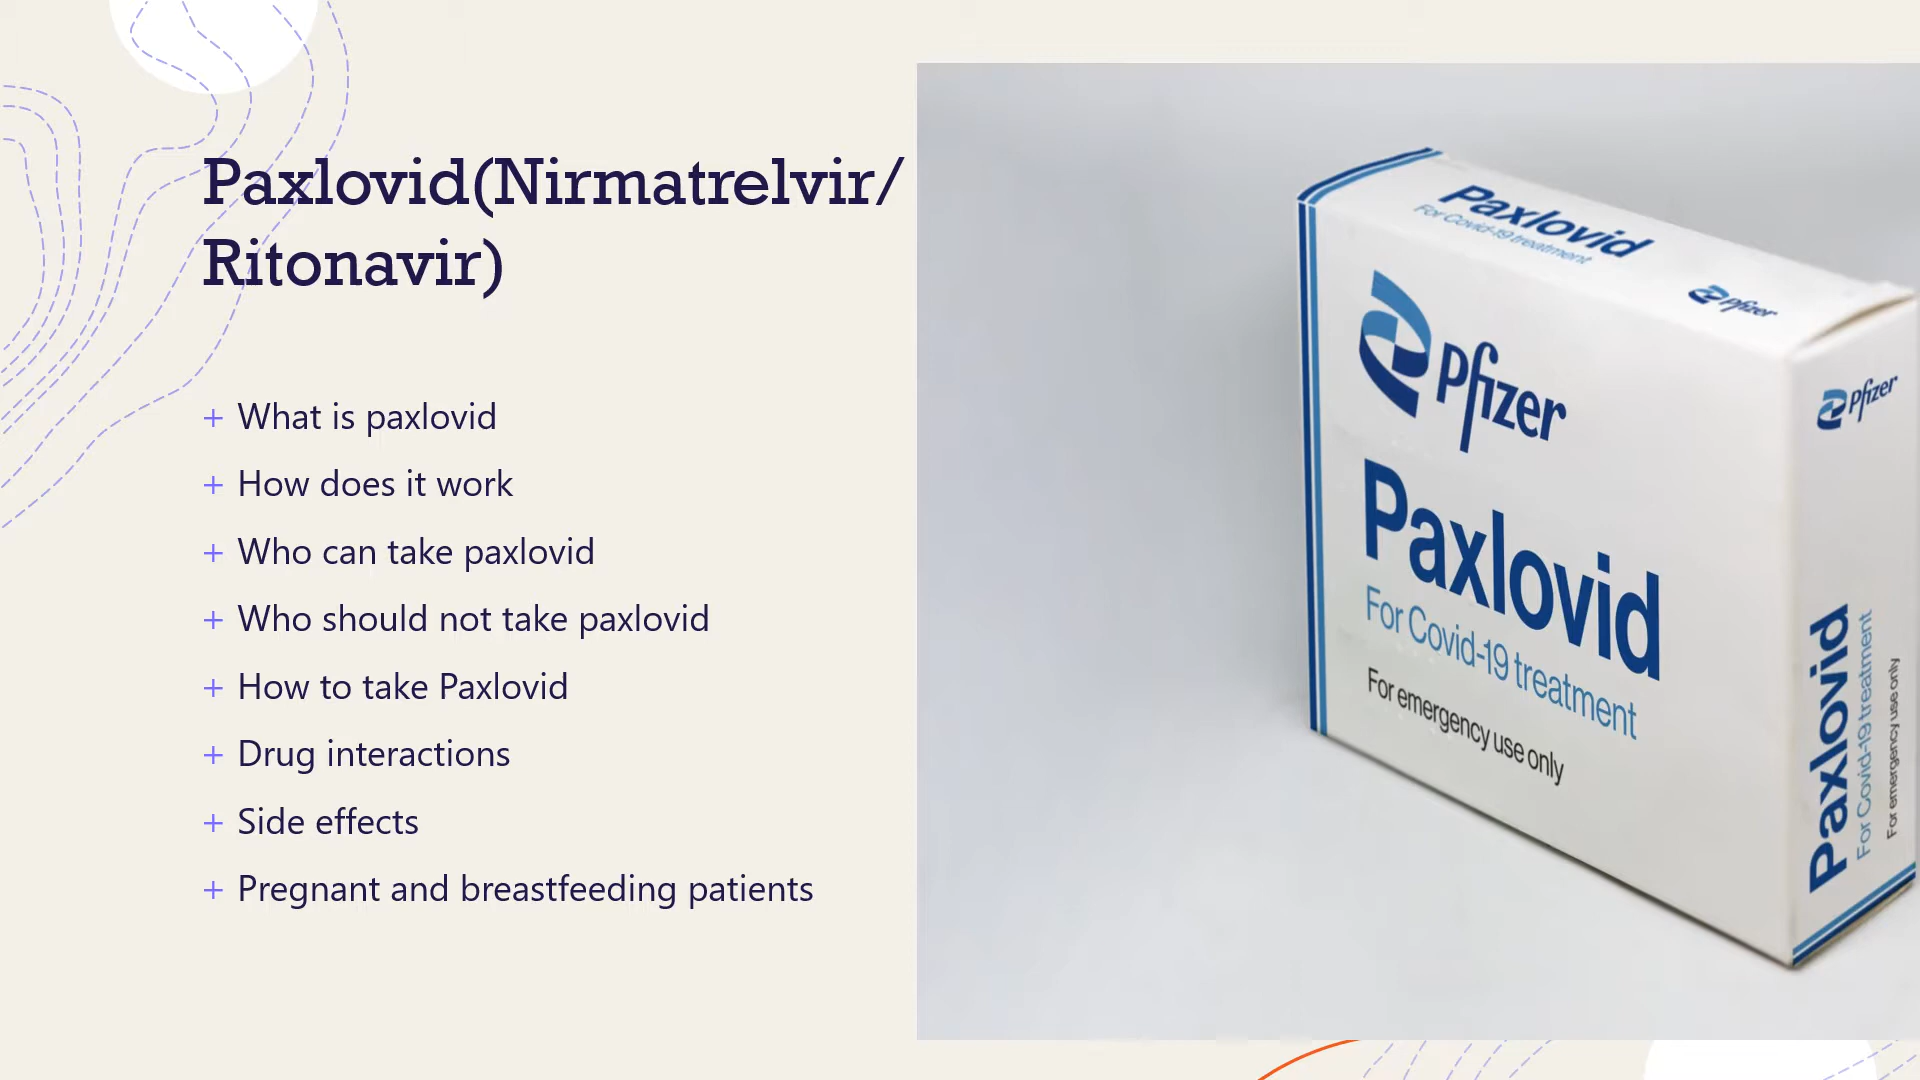 Paxlovid(Nirmatrelvir/
Ritonavir)
+ What is paxlovid
+ How does it work
+ Who can take paxlovid
+ Who should not take paxlovid
+ How to take Paxlovid
+ Drug interactions
+ Side effects
+ Pregnant and breastfeeding patients
Paxlovid
For Covid-19 treatment
Pfizer
Pfizer
Paxlovid
For Covid-19 treatment
For emergency use only
Pfizer
Paxlovid
For Covid-19 treatment
For emergency use only